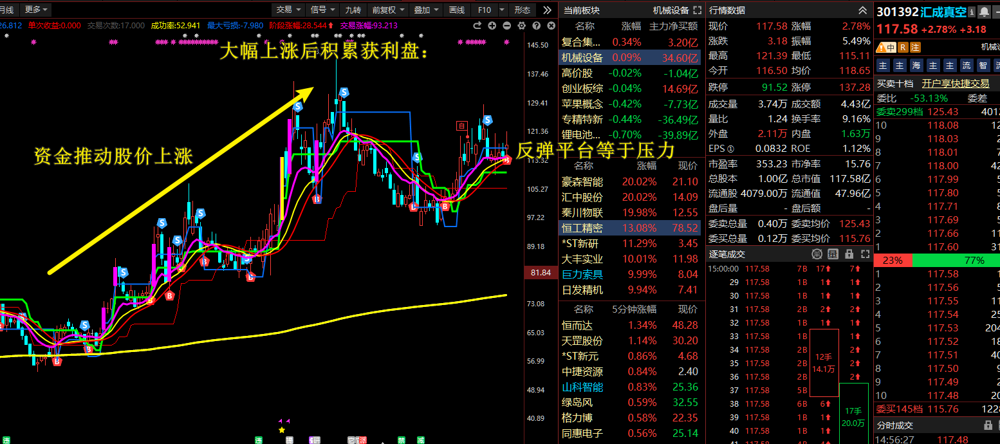 月线 更多 交易 信号 九转 前复权 叠加 画线 F10 形态
26.812 单次收益:0.000 交易次数:17.000 成功率:52.941 最大亏损:-7.980 阶段涨幅:28.544 交易涨幅:93.213
大幅上涨后积累获利盘:
资金推动股价上涨
反弹平台等于压力
自
145.50
137.46
129.41
121.36
113.32
105.27
97.22
89.18
81.84
73.08
65.03
56.99
48.94
40.89
当前板块 机械设备
名称 涨幅 主力净买额
复合集... 0.34% 3.20亿
机械设备 0.09% 34.60亿
高价股 -0.02% -1.04亿
创业板综 -0.04% 14.69亿
苹果概念 -0.42% -7.73亿
专精特新 -0.44% -36.49亿
锂电池... -0.70% -39.89亿
名称 涨幅 现价
豪森智能 20.02% 21.10
汇中股份 20.02% 14.09
秦川物联 19.98% 12.55
恒工精密 13.08% 78.52
*ST新研 11.29% 3.45
大丰实业 10.01% 11.98
巨力索具 9.99% 8.04
日发精机 9.94% 7.41
名称 5分钟涨幅 现价
恒而达 1.34% 48.28
天罡股份 1.14% 30.20
*ST新元 0.86% 4.68
中捷资源 0.84% 2.40
山科智能 0.83% 25.36
绿岛风 0.59% 32.55
格力博 0.58% 22.35
同惠电子 0.56% 25.14
行情数据
现价 117.58 涨幅 2.78%
涨跌 3.18 振幅 5.49%
最高 121.39 最低 115.11
今开 116.50 均价 118.65
跌停 91.52 涨停 137.28
成交量 3.74万 成交额 4.43亿
量比 1.24 换手率 9.16%
外盘 2.11万 内盘 1.63万
EPS① 0.0832 ROE 1.12%
市盈率 353.23 市净率 15.76
总股本 1.00亿 总市值 117.58亿
流通股 4079.00万 流通值 47.96亿
盘后量 - 盘后额 -
委卖总量 0.40万 委卖均价 125.43
委买总量 0.12万 委买均价 115.76
逐笔成交
15:00:00 117.58 7B 17 7
29 117.58 1B 1 1
30 117.58 1B 1 1
31 117.58 2B 2 2
32 117.58 1B 1 1
33 117.58 1B 1
34 117.58 2B 2
35 117.58 2B 2
36 117.58 2B 2
37 117.58 5B
38 117.58 6B 6
39 117.58 1B 1
40 117.58 1B 1
12手
14.1万
17手
20.0万
301392 汇成真空
117.58 +2.78% +3.18
中 R 注 机械设
主 主 海 主 主 流 智
买卖十档 开户享快捷交易
委比 -53.13% 委差
委卖299档 125.43 401
10 118.08
9 118.03
8 118.01
7 118.00
6 117.99
5 117.80
4 117.71
3 117.69
2 117.66
1 117.60
23% 77%
1 117.58
2 117.56
3 117.55
4 117.54
5 117.53
6 117.52
7 117.51
8 117.50
9 117.49
10 117.48
委买145档 115.76 122
分时成交
14:56:27 117.48